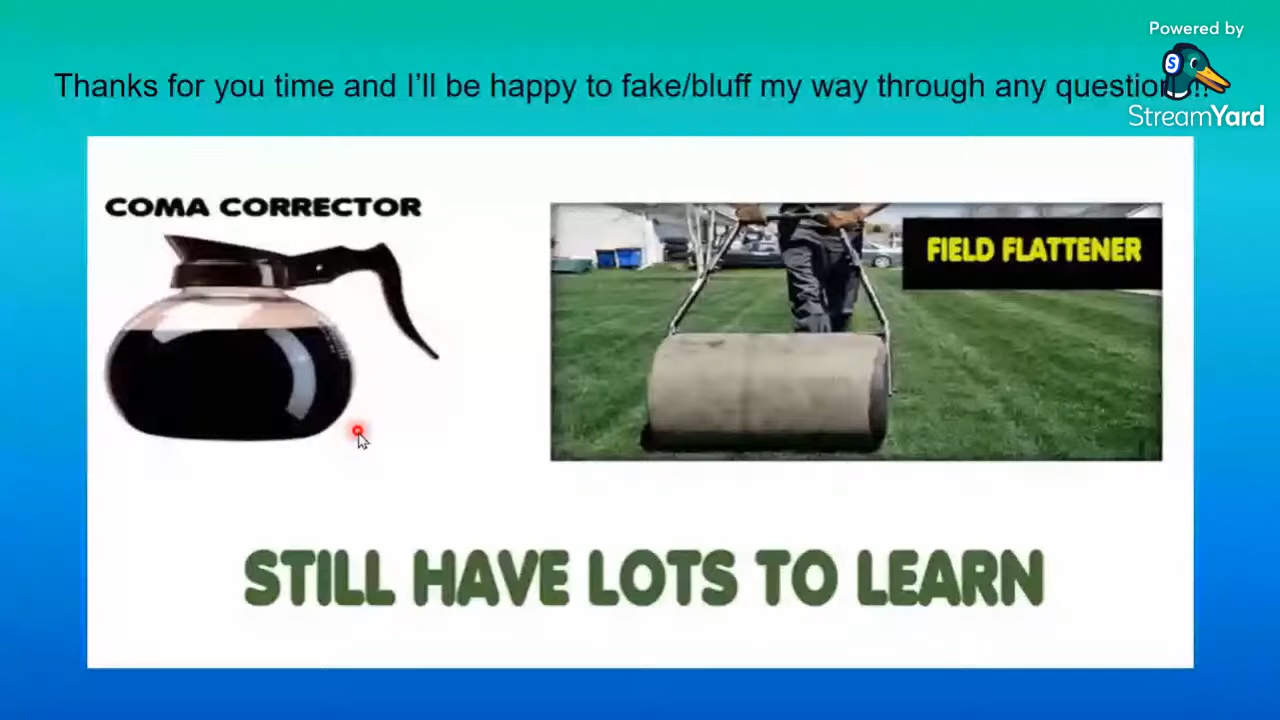 Powered by
StreamYard
Thanks for you time and I'll be happy to fake/bluff my way through any
COMA CORRECTOR
FIELD FLATTENER
STILL HAVE LOTS TO LEARN